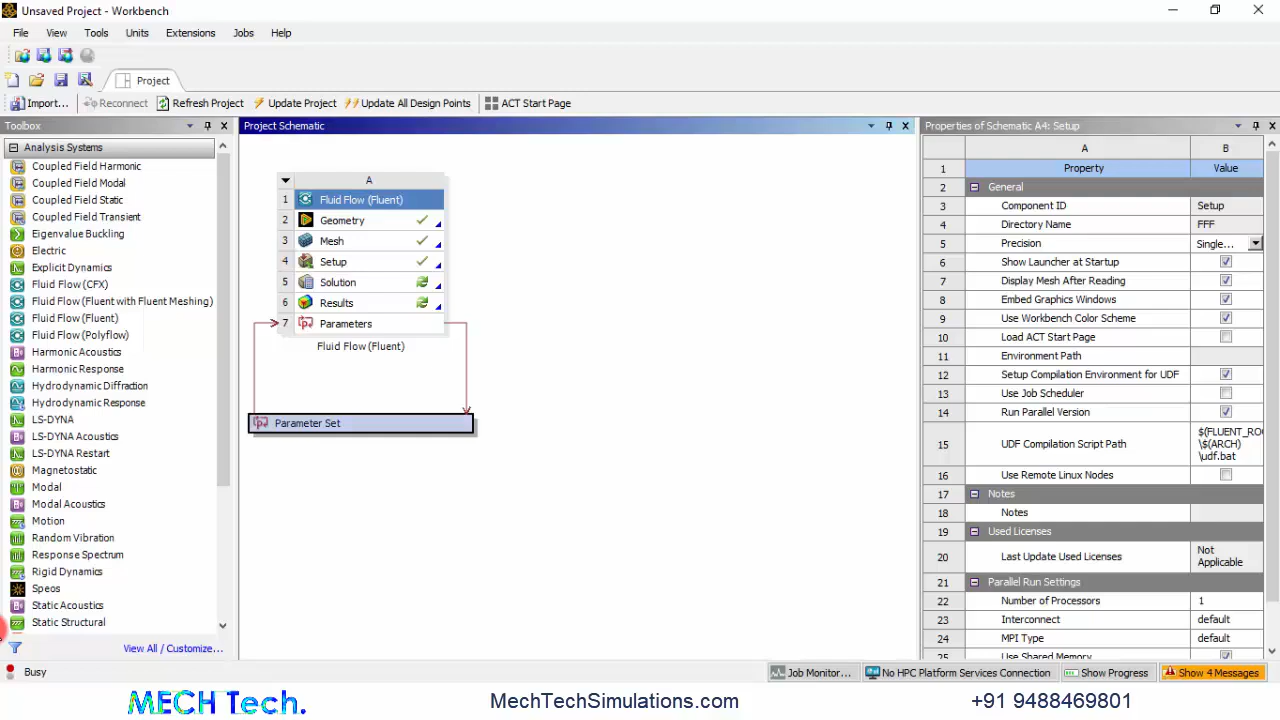 Unsaved Project - Workbench
File View Tools Units Extensions Jobs Help
Project
Import... Reconnect Refresh Project Update Project Update All Design Points ACT Start Page
Toolbox
Analysis Systems
Coupled Field Harmonic
Coupled Field Modal
Coupled Field Static
Coupled Field Transient
Eigenvalue Buckling
Electric
Explicit Dynamics
Fluid Flow (CFX)
Fluid Flow (Fluent with Fluent Meshing)
Fluid Flow (Fluent)
Fluid Flow (Polyflow)
Harmonic Acoustics
Harmonic Response
Hydrodynamic Diffraction
Hydrodynamic Response
LS-DYNA
LS-DYNA Acoustics
LS-DYNA Restart
Magnetostatic
Modal
Modal Acoustics
Motion
Random Vibration
Response Spectrum
Rigid Dynamics
Speos
Static Acoustics
Static Structural
View All / Customize...
Project Schematic
A
1 Fluid Flow (Fluent)
2 Geometry
3 Mesh
4 Setup
5 Solution
6 Results
7 Parameters
Fluid Flow (Fluent)
Parameter Set
Properties of Schematic A4: Setup
A B
1 Property Value
2 General
3 Component ID Setup
4 Directory Name FFF
5 Precision Single...
6 Show Launcher at Startup
7 Display Mesh After Reading
8 Embed Graphics Windows
9 Use Workbench Color Scheme
10 Load ACT Start Page
11 Environment Path
12 Setup Compilation Environment for UDF
13 Use Job Scheduler
14 Run Parallel Version
15 UDF Compilation Script Path $(FLUENT_RO
\$(ARCH)
\udf.bat
16 Use Remote Linux Nodes
17 Notes
18 Notes
19 Used Licenses
20 Last Update Used Licenses Not
Applicable
21 Parallel Run Settings
22 Number of Processors 1
23 Interconnect default
24 MPI Type default
25 Use Shared Memory
Busy
Job Monitor... No HPC Platform Services Connection Show Progress Show 4 Messages
MECH Tech. MechTechSimulations.com +91 9488469801